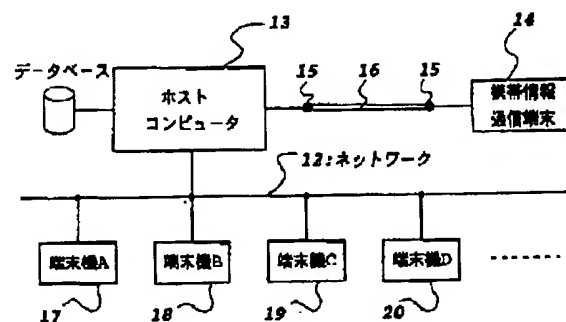 13
14
データベース
ホスト
コンピュータ
15
16
15
携帯情報
通信端末
12:ネットワーク
端末機A
端末機B
端末機C
端末機D
17
18
19
20